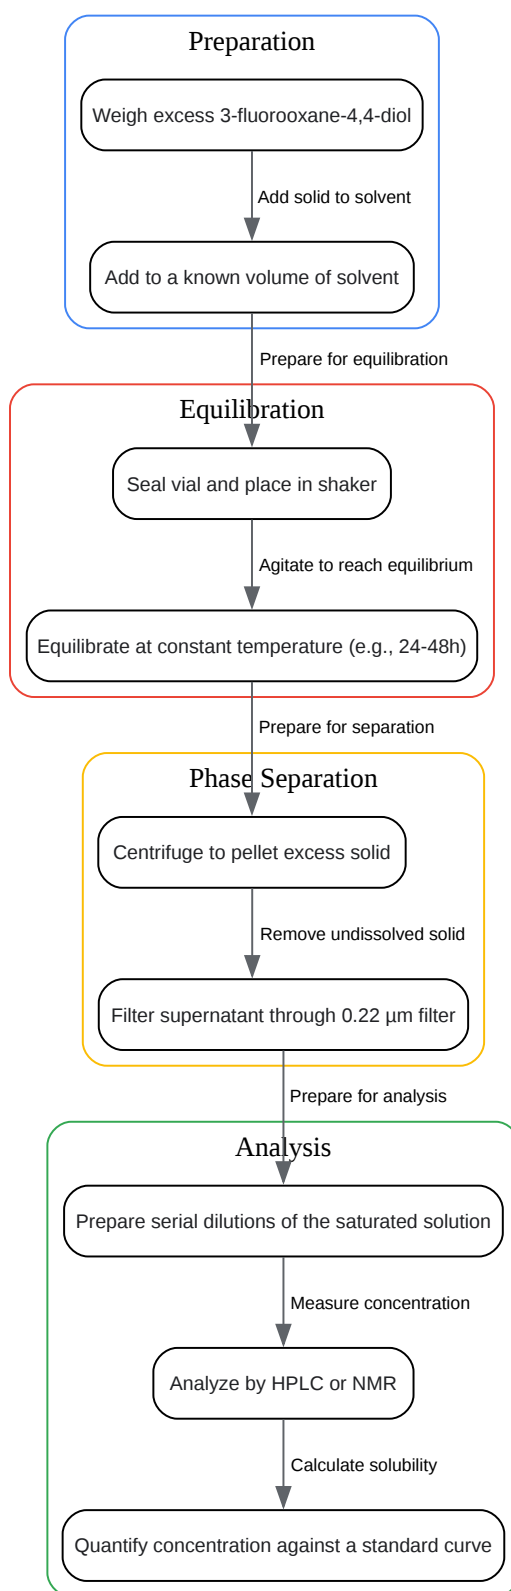 Preparation
Weigh excess 3-fluorooxane-4,4-diol
Add solid to solvent
Add to a known volume of solvent
Prepare for equilibration
Equilibration
Seal vial and place in shaker
Agitate to reach equilibrium
Equilibrate at constant temperature (e.g., 24-48h)
Prepare for separation
Phase Separation
Centrifuge to pellet excess solid
Remove undissolved solid
Filter supernatant through 0.22 µm filter
Prepare for analysis
Analysis
Prepare serial dilutions of the saturated solution
Measure concentration
Analyze by HPLC or NMR
Calculate solubility
Quantify concentration against a standard curve